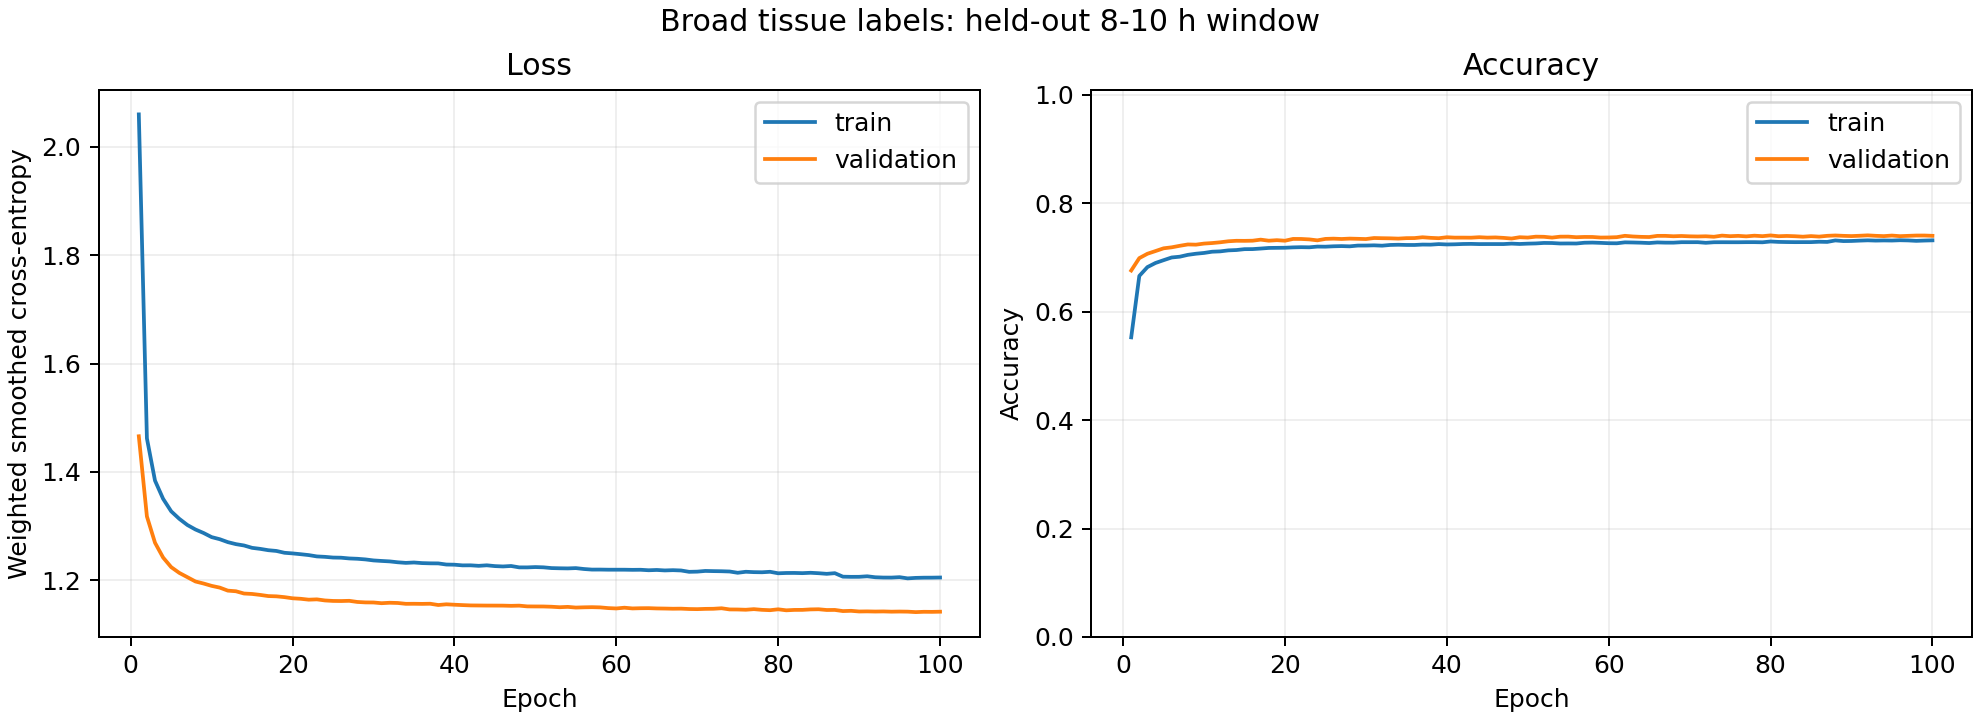 Broad tissue labels: held-out 8-10 h window
Loss
Weighted smoothed cross-entropy
2.0
1.8
1.6
1.4
1.2
train
validation
0
20
40
60
80
100
Epoch
Accuracy
Accuracy
1.0
0.8
0.6
0.4
0.2
0.0
train
validation
0
20
40
60
80
100
Epoch